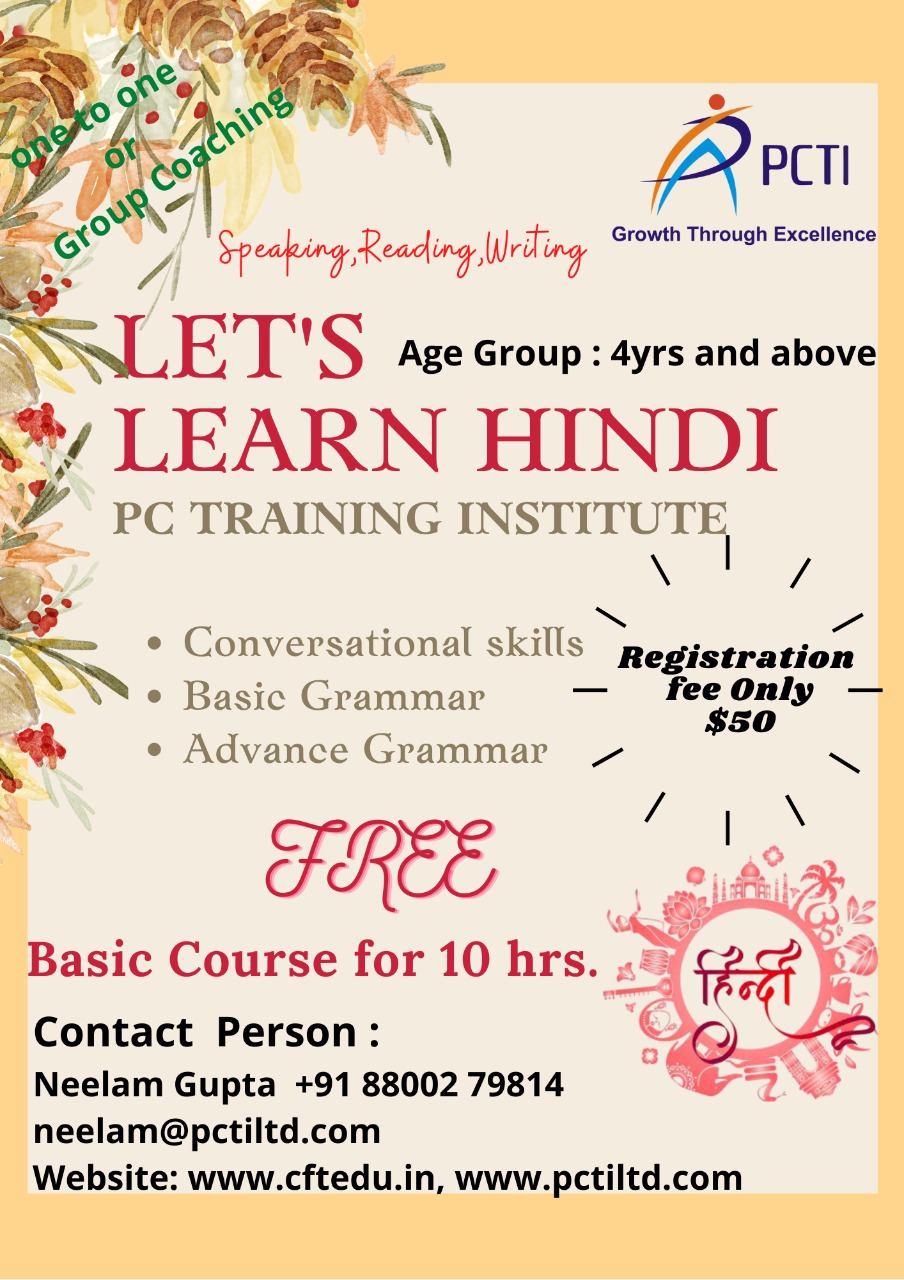 one to one
or
Group Coaching
PCTI
Growth Through Excellence
Speaking,Reading,Writing
LET'S
Age Group : 4yrs and above
LEARN HINDI
PC TRAINING INSTITUTE
• Conversational skills
• Basic Grammar
• Advance Grammar
Registration
fee Only
$50
FREE
Basic Course for 10 hrs.
हिन्दी
ॐ
Contact Person :
Neelam Gupta +91 88002 79814
neelam@pctiltd.com
Website: www.cftedu.in, www.pctiltd.com